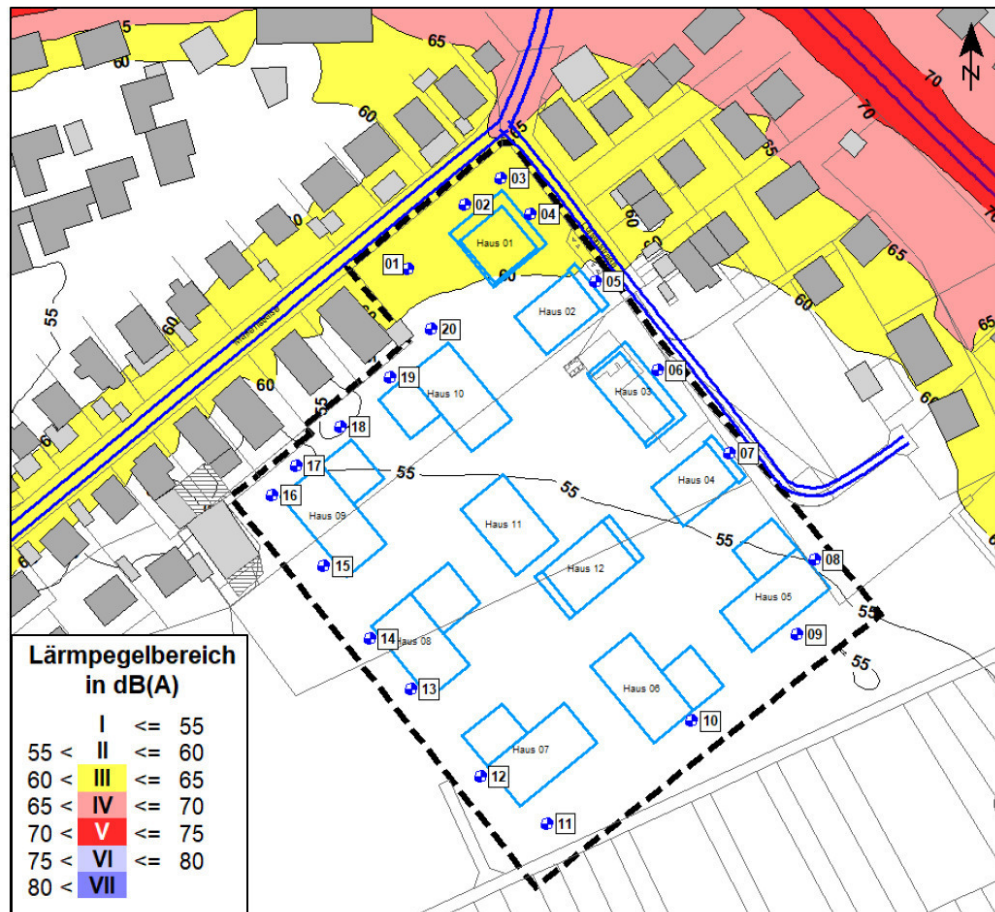 65
65
60
60
70
N
70
65
65
03
02
04
60
60
Haus 01
01
60
05
60
65
55
Haus 02
20
60
06
65
19
Haus 10
Haus 03
60
60
55
18
07
17
55
55
Haus 04
16
Haus 09
Haus 11
55
15
Haus 12
08
Haus 05
55
14
Haus 08
09
55
13
Haus 06
10
Haus 07
12
11
Lärmpegelbereich
in dB(A)
I <= 55
55 < II <= 60
60 < III <= 65
65 < IV <= 70
70 < V <= 75
75 < VI <= 80
80 < VII